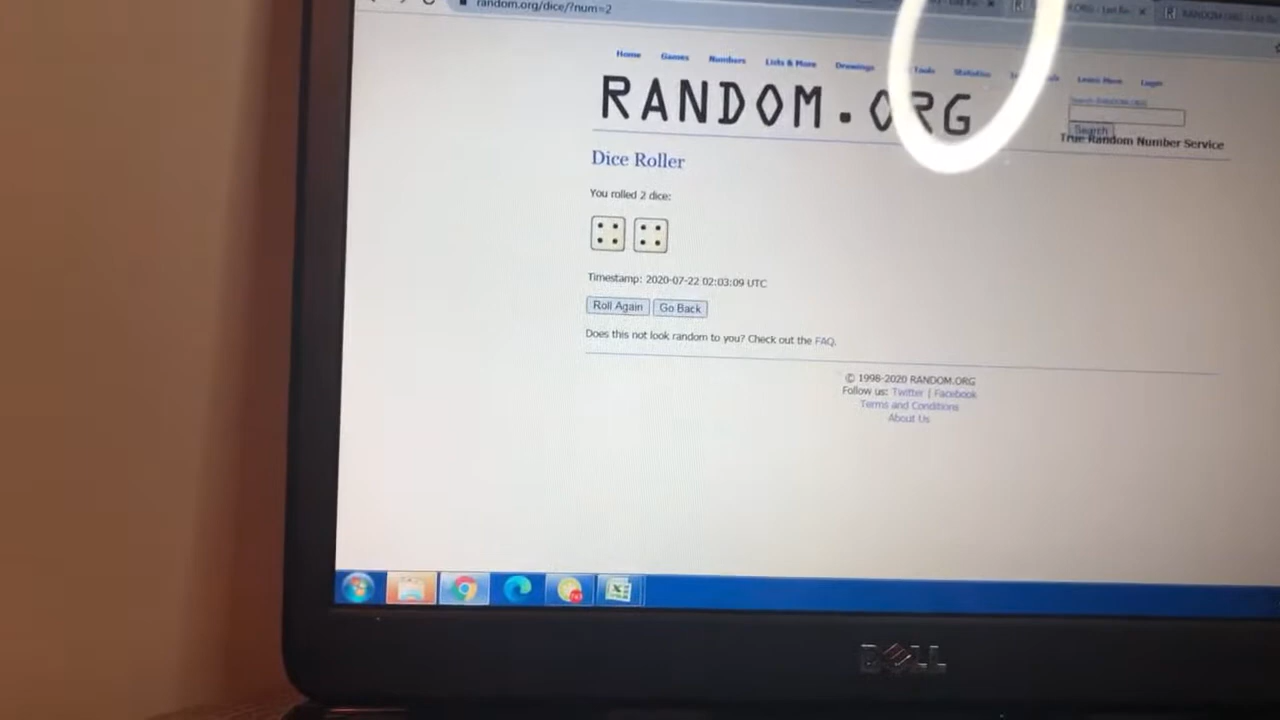 random.org/dice/?num=2
Home Games Numbers Lists & More Drawings Tools Statistics Learn More Login
RANDOM.ORG
Search RANDOM.ORG
Search
True Random Number Service
Dice Roller
You rolled 2 dice:
Timestamp: 2020-07-22 02:03:09 UTC
Roll Again Go Back
Does this not look random to you? Check out the FAQ.
© 1998-2020 RANDOM.ORG
Follow us: Twitter | Facebook
Terms and Conditions
About Us
DELL